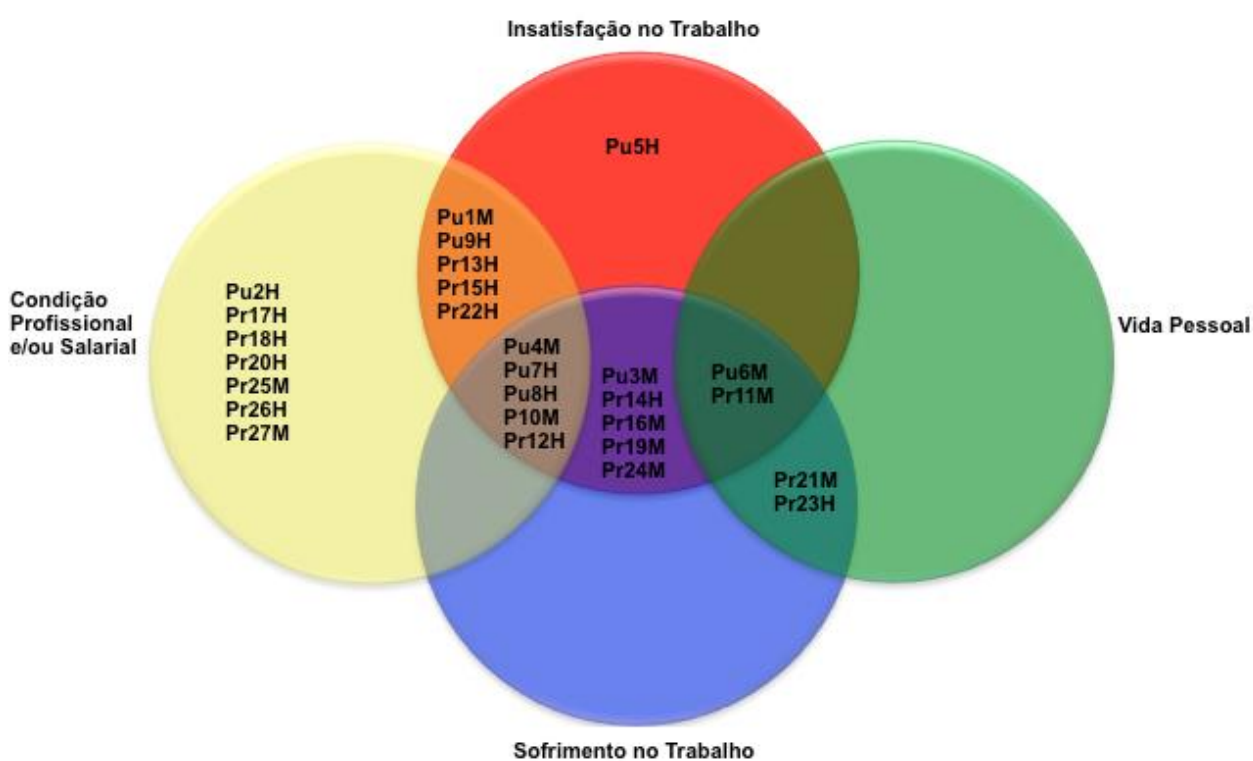 Insatisfação no Trabalho
Pu5H
Pu1M
Pu9H
Pr13H
Pr15H
Pr22H
Condição
Profissional
e/ou Salarial
Pu2H
Pr17H
Pr18H
Pr20H
Pr25M
Pr26H
Pr27M
Vida Pessoal
Pu4M
Pu7H
Pu8H
P10M
Pr12H
Pu3M
Pr14H
Pr16M
Pr19M
Pr24M
Pu6M
Pr11M
Pr21M
Pr23H
Sofrimento no Trabalho